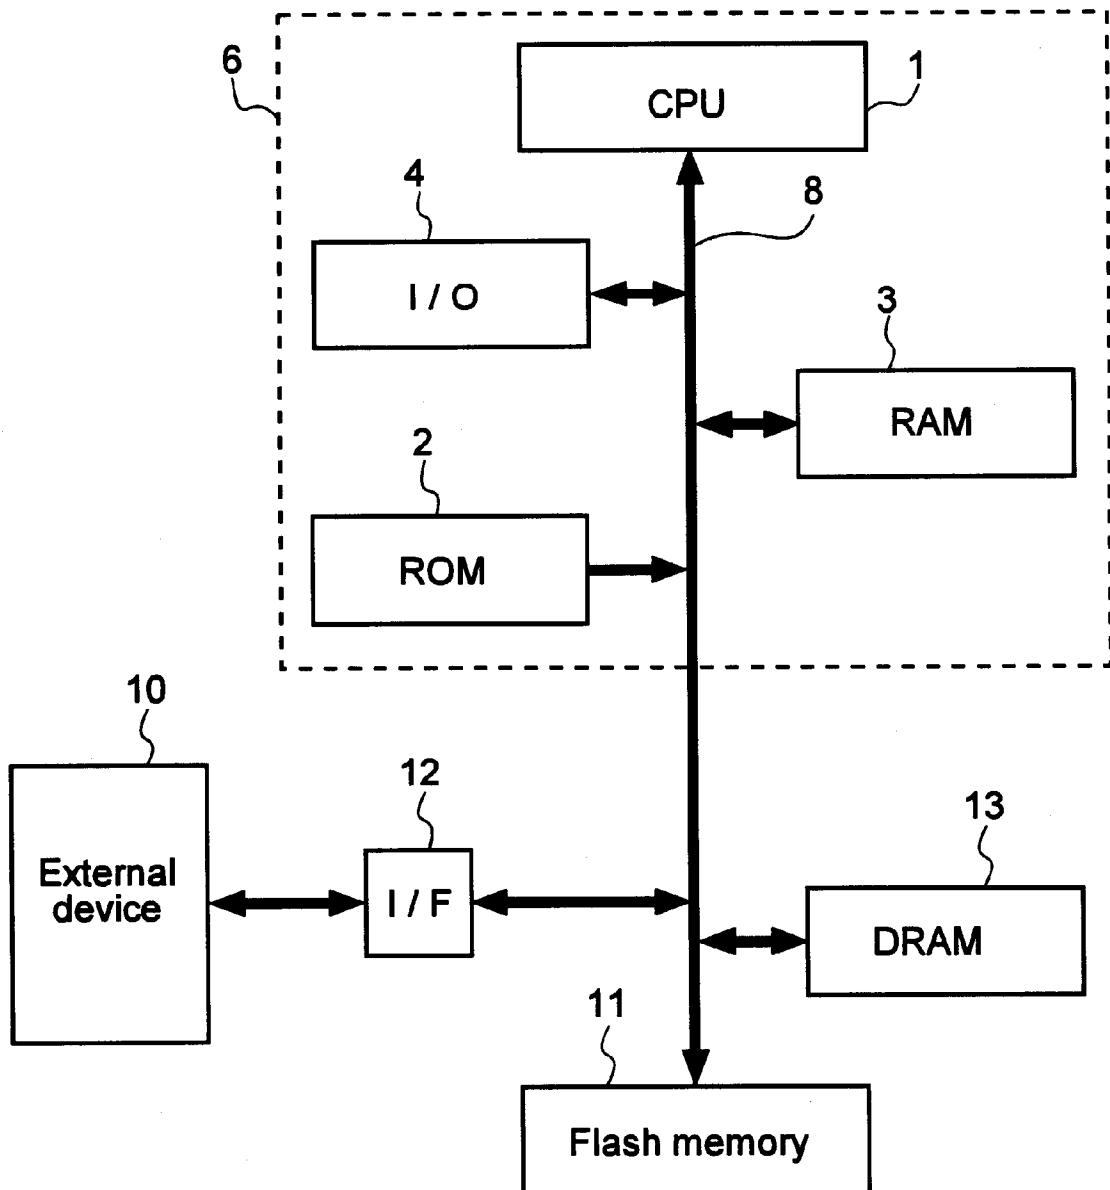 6
CPU
1
4
8
I / O
3
RAM
2
ROM
10
12
13
External
device
I / F
DRAM
11
Flash memory